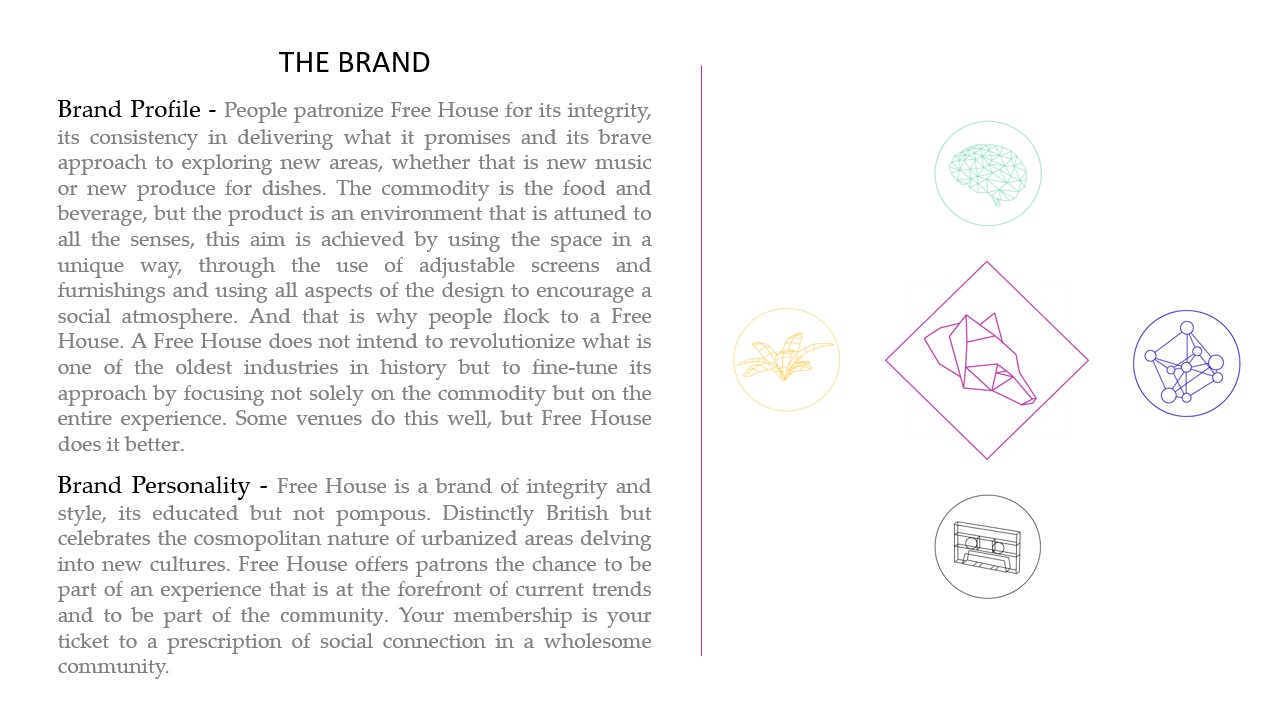 THE BRAND
Brand Profile - People patronize Free House for its integrity,
its consistency in delivering what it promises and its brave
approach to exploring new areas, whether that is new music
or new produce for dishes. The commodity is the food and
beverage, but the product is an environment that is attuned to
all the senses, this aim is achieved by using the space in a
unique way, through the use of adjustable screens and
furnishings and using all aspects of the design to encourage a
social atmosphere. And that is why people flock to a Free
House. A Free House does not intend to revolutionize what is
one of the oldest industries in history but to fine-tune its
approach by focusing not solely on the commodity but on the
entire experience. Some venues do this well, but Free House
does it better.
Brand Personality - Free House is a brand of integrity and
style, its educated but not pompous. Distinctly British but
celebrates the cosmopolitan nature of urbanized areas delving
into new cultures. Free House offers patrons the chance to be
part of an experience that is at the forefront of current trends
and to be part of the community. Your membership is your
ticket to a prescription of social connection in a wholesome
community.